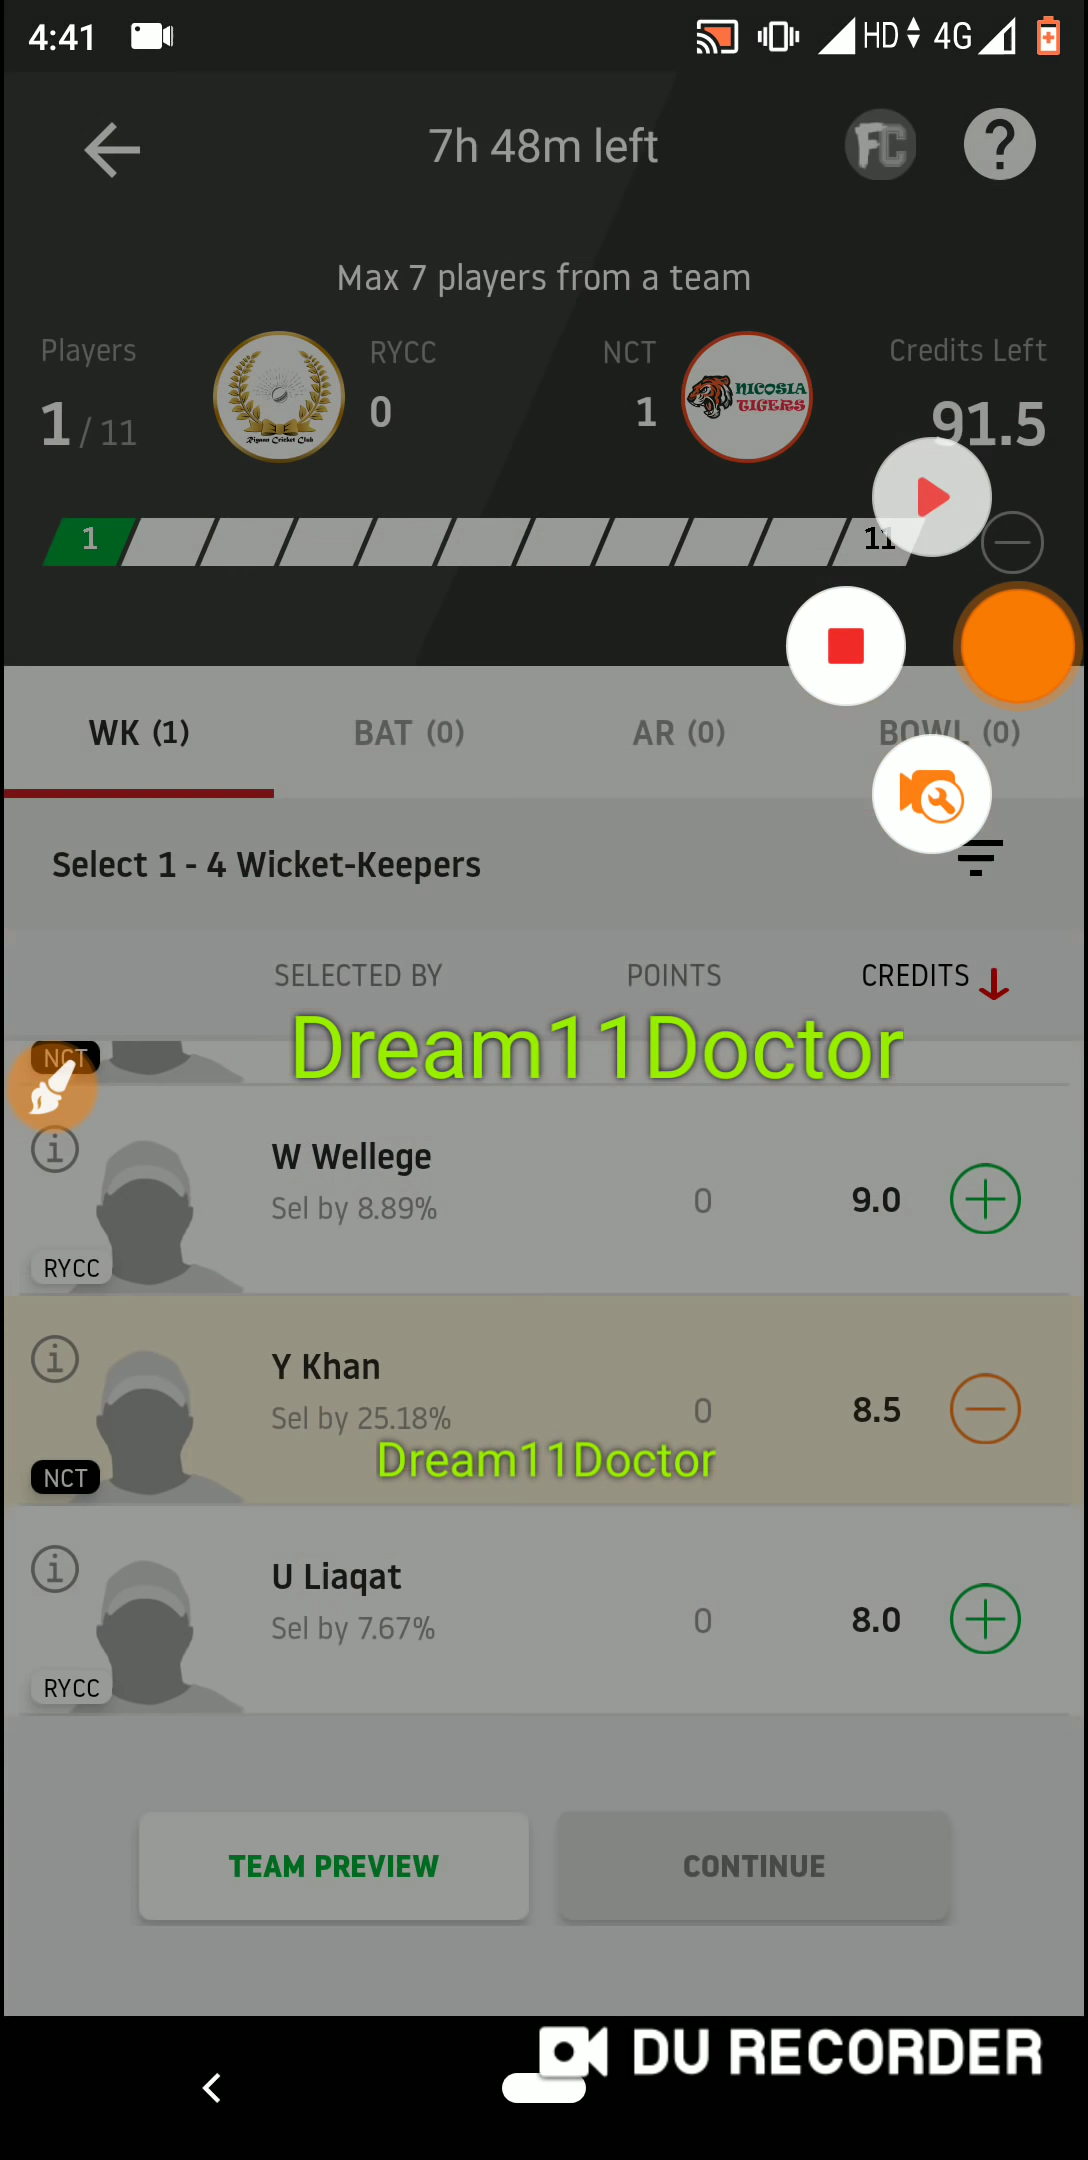 4:41
HD 4G
7h 48m left
FC
?
Max 7 players from a team
Players
RYCC
NCT
Credits Left
1 / 11
0
1
91.5
Rignon Cricket Club
NICOSIA
TIGERS
1
11
WK (1)
BAT (0)
AR (0)
BOWL (0)
Select 1 - 4 Wicket-Keepers
SELECTED BY
POINTS
CREDITS
Dream11Doctor
NCT
i
W Wellege
Sel by 8.89%
0
9.0
RYCC
i
Y Khan
Sel by 25.18%
0
8.5
Dream11Doctor
NCT
i
U Liaqat
Sel by 7.67%
0
8.0
RYCC
TEAM PREVIEW
CONTINUE
DU RECORDER